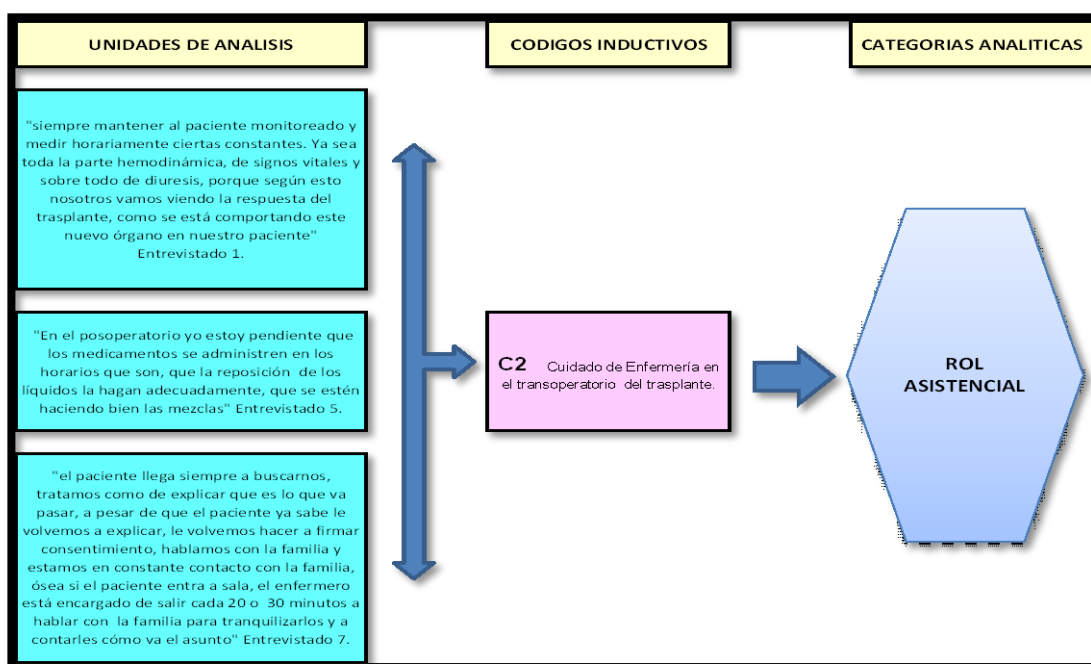 UNIDADES DE ANALISIS
CODIGOS INDUCTIVOS
CATEGORIAS ANALITICAS
"siempre mantener al paciente monitoreado y
medir horariamente ciertas constantes. Ya sea
toda la parte hemodinámica, de signos vitales y
sobre todo de diuresis, porque según esto
nosotros vamos viendo la respuesta del
trasplante, como se está comportando este
nuevo órgano en nuestro paciente"
Entrevistado 1.
"En el posoperatorio yo estoy pendiente que
los medicamentos se administren en los
horarios que son, que la reposición de los
líquidos la hagan adecuadamente, que se estén
haciendo bien las mezclas" Entrevistado 5.
"el paciente llega siempre a buscarnos,
tratamos como de explicar que es lo que va
pasar, a pesar de que el paciente ya sabe le
volvemos a explicar, le volvemos hacer a firmar
consentimiento, hablamos con la familia y
estamos en constante contacto con la familia,
ósea si el paciente entra a sala, el enfermero
está encargado de salir cada 20 o 30 minutos a
hablar con la familia para tranquilizarlos y a
contarles cómo va el asunto" Entrevistado 7.
C2 Cuidado de Enfermería en
el transoperatorio del trasplante.
ROL
ASISTENCIAL